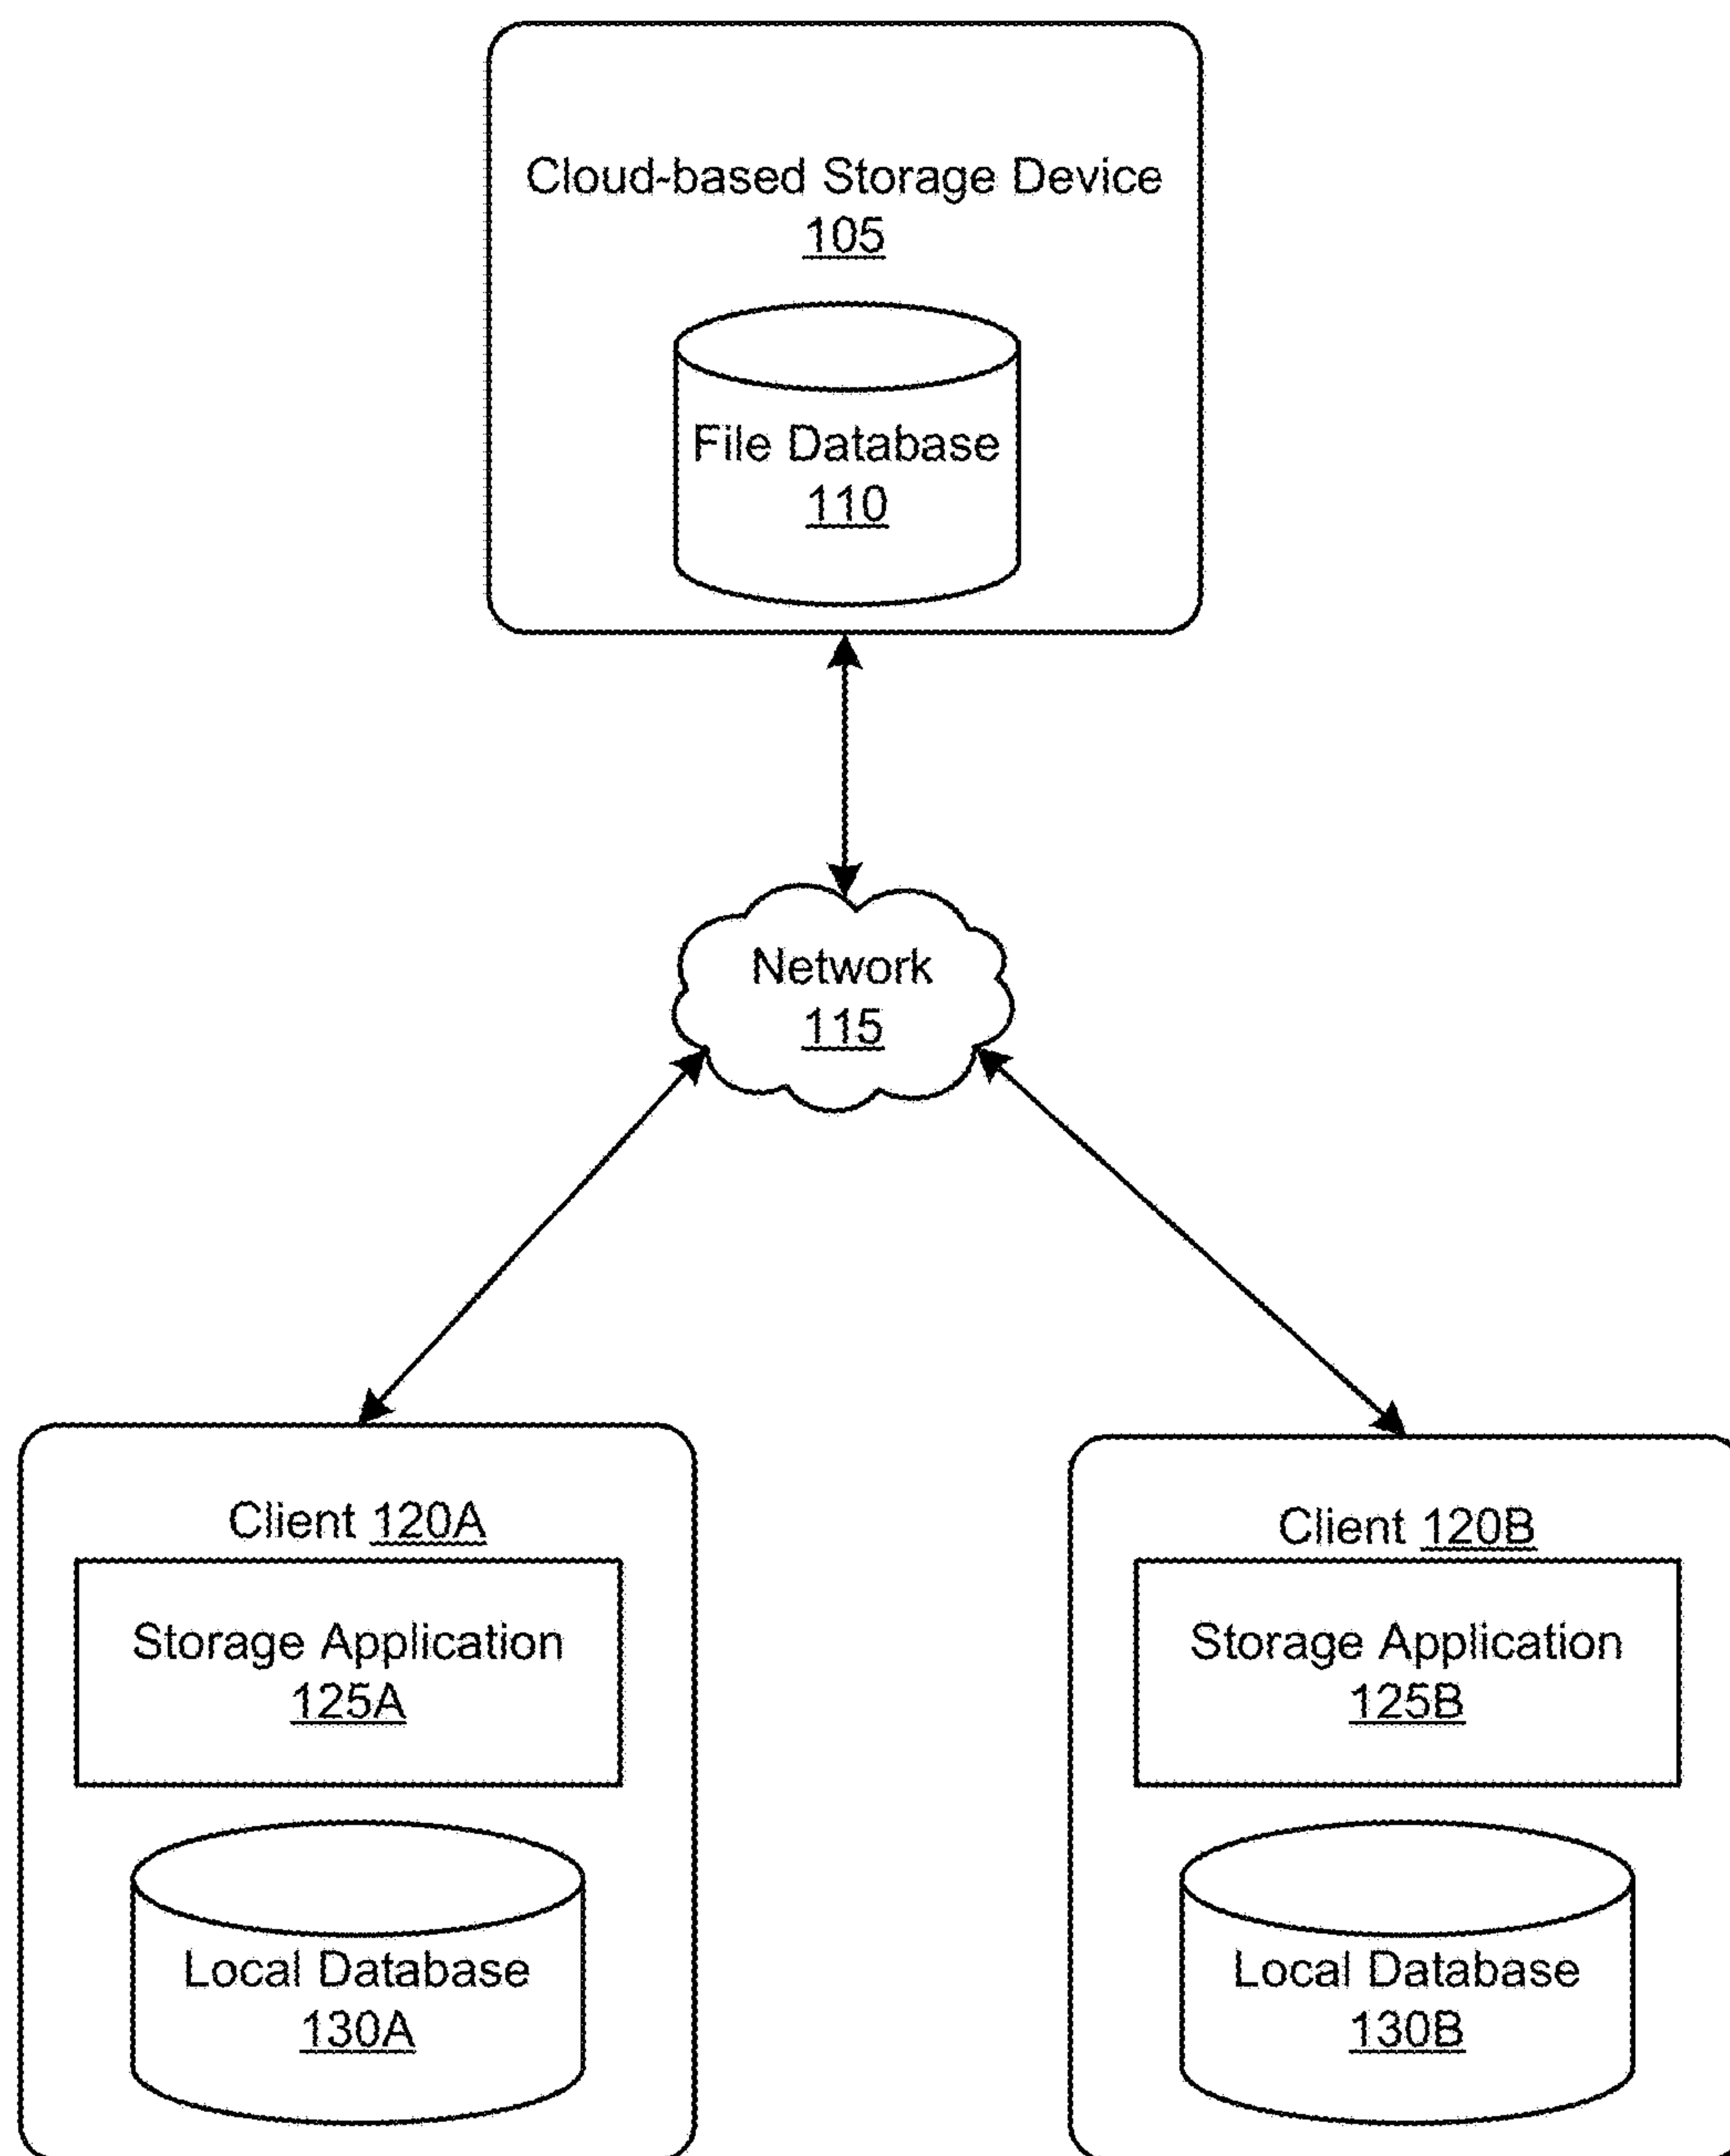 Cloud-based Storage Device
105
File Database
110
Network
115
Client 120A
Storage Application
125A
Local Database
130A
Client 120B
Storage Application
125B
Local Database
130B